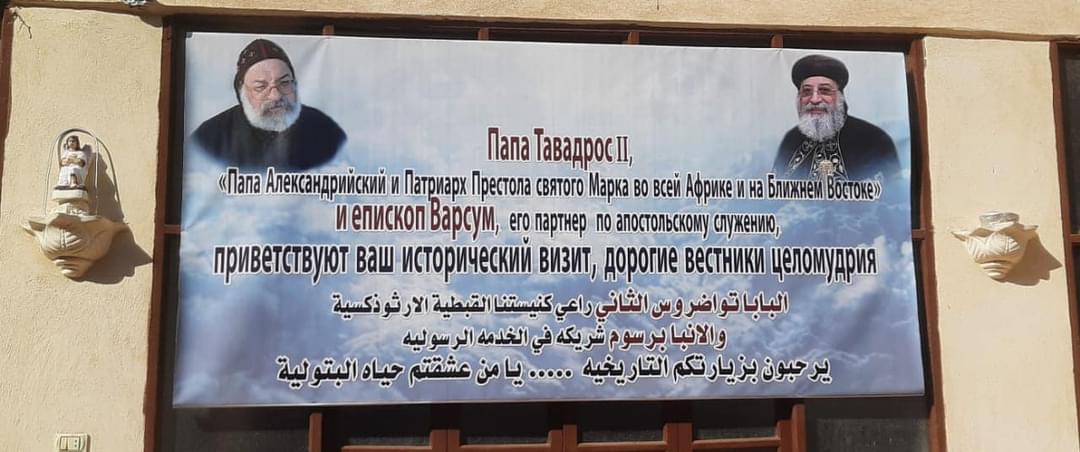 Папа Тавадрос II,
«Папа Александрийский и Патриарх Престола святого Марка во всей Африке и на Ближнем Востоке»
и епископ Варсум, его партнер по апостольскому служению,
приветствуют ваш исторический визит, дорогие вестники целомудрия
البابا تواضروس الثاني راعي كنيستنا القبطية الارثوذكسية
والانبا برسوم شريكه في الخدمه الرسوليه
يرحبون بزيارتكم التاريخيه ..... يا من عشقتم حياه البتولية